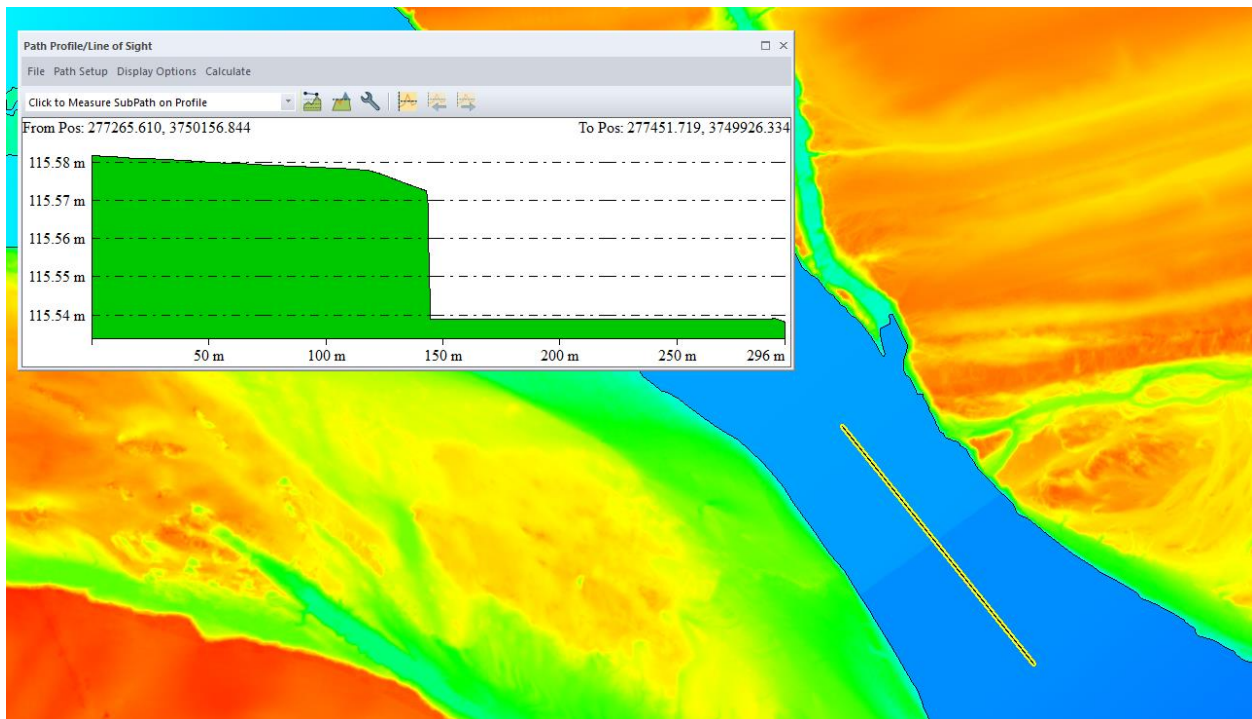 Path Profile/Line of Sight
File Path Setup Display Options Calculate
Click to Measure SubPath on Profile
From Pos: 277265.610, 3750156.844 To Pos: 277451.719, 3749926.334
115.58 m
115.57 m
115.56 m
115.55 m
115.54 m
50 m 100 m 150 m 200 m 250 m 296 m